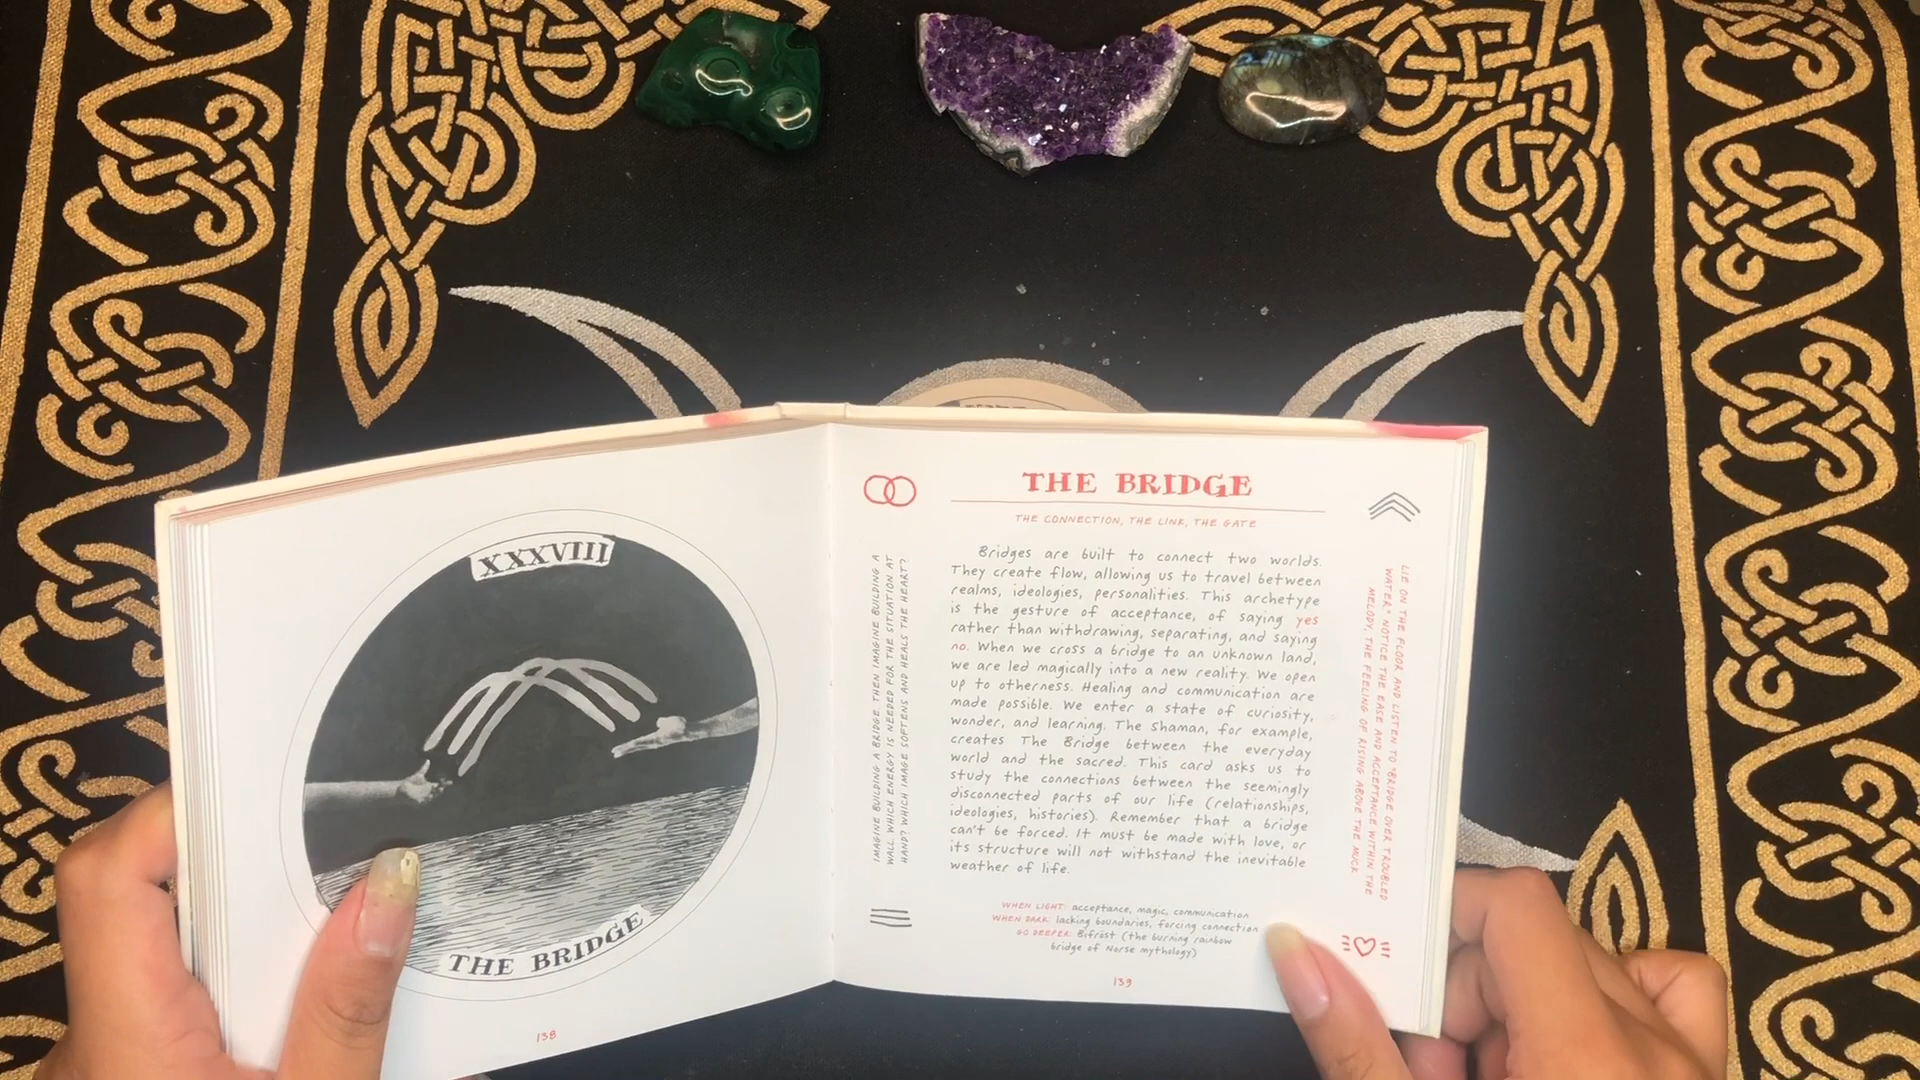 XXXVIII
THE BRIDGE
138
THE BRIDGE
THE CONNECTION, THE LINK, THE GATE
IMAGINE BUILDING A BRIDGE. THEN IMAGINE BUILDING A
WALL. WHICH ENERGY IS NEEDED FOR THE SITUATION AT
HAND? WHICH IMAGE SOFTENS AND HEALS THE HEART?
Bridges are built to connect two worlds.
They create flow, allowing us to travel between
realms, ideologies, personalities. This archetype
is the gesture of acceptance, of saying yes
rather than withdrawing, separating, and saying
no. When we cross a bridge to an unknown land,
we are led magically into a new reality. We open
up to otherness. Healing and communication are
made possible. We enter a state of curiosity,
wonder, and learning. The Shaman, for example,
creates The Bridge between the everyday
world and the sacred. This card asks us to
study the connections between the seemingly
disconnected parts of our life (relationships,
ideologies, histories). Remember that a bridge
can't be forced. It must be made with love, or
its structure will not withstand the inevitable
weather of life.
WHEN LIGHT: acceptance, magic, communication
WHEN DARK: lacking boundaries, forcing connection
GO DEEPER: Bifrost (the burning rainbow
bridge of Norse mythology)
LIE ON THE FLOOR AND LISTEN TO "BRIDGE OVER TROUBLED
WATER." NOTICE THE EASE AND ACCEPTANCE WITHIN THE
MELODY, THE FEELING OF RISING ABOVE THE MUCK.
139